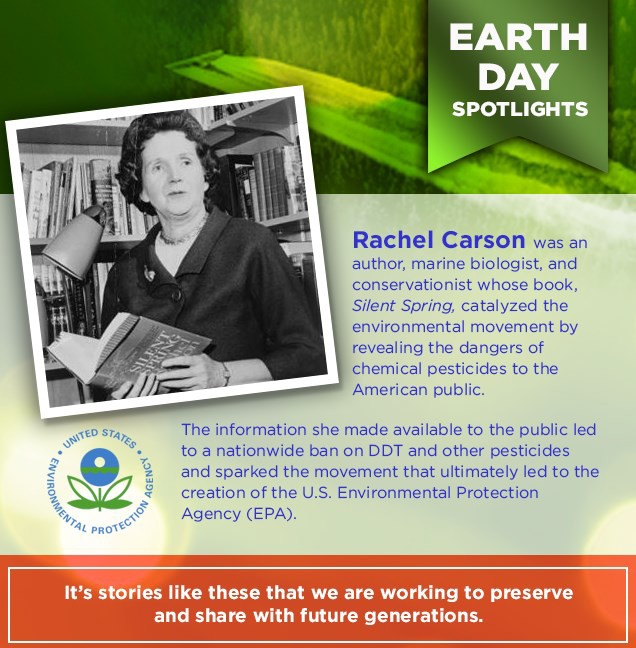 EARTH
DAY
SPOTLIGHTS
Rachel Carson was an
author, marine biologist, and
conservationist whose book,
Silent Spring, catalyzed the
environmental movement by
revealing the dangers of
chemical pesticides to the
American public.
SILENT
SPRING
The information she made available to the public led
to a nationwide ban on DDT and other pesticides
and sparked the movement that ultimately led to the
creation of the U.S. Environmental Protection
Agency (EPA).
UNITED STATES
ENVIRONMENTAL PROTECTION AGENCY
It's stories like these that we are working to preserve
and share with future generations.